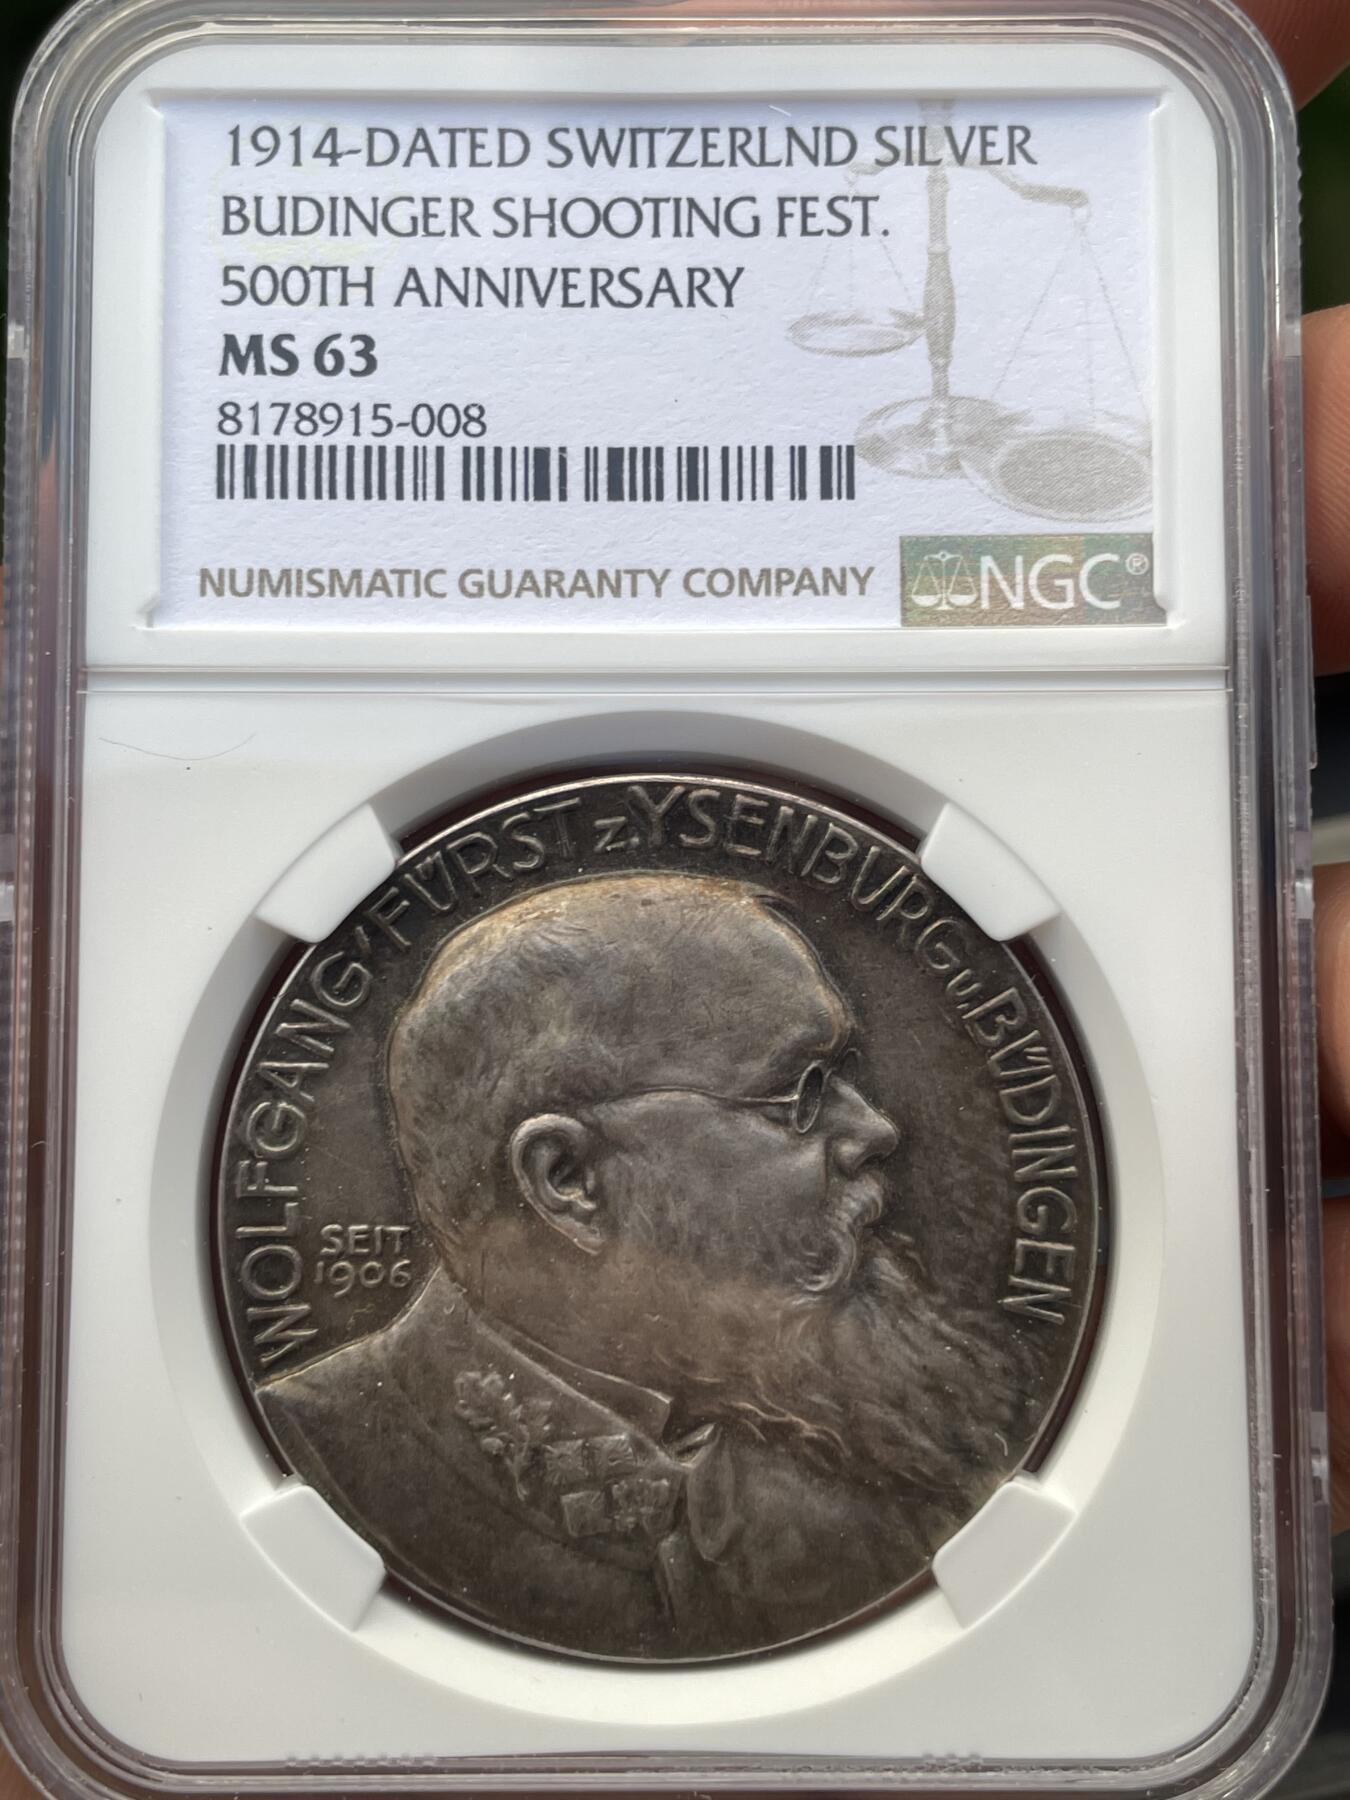 1914-DATED SWITZERLND SILVER
BUDINGER SHOOTING FEST.
500TH ANNIVERSARY
MS 63
8178915-008
NUMISMATIC GUARANTY COMPANY
NGC®
WOLFGANG, FÜRST z. YSENBURG u. BÜDINGEN
SEIT
1906